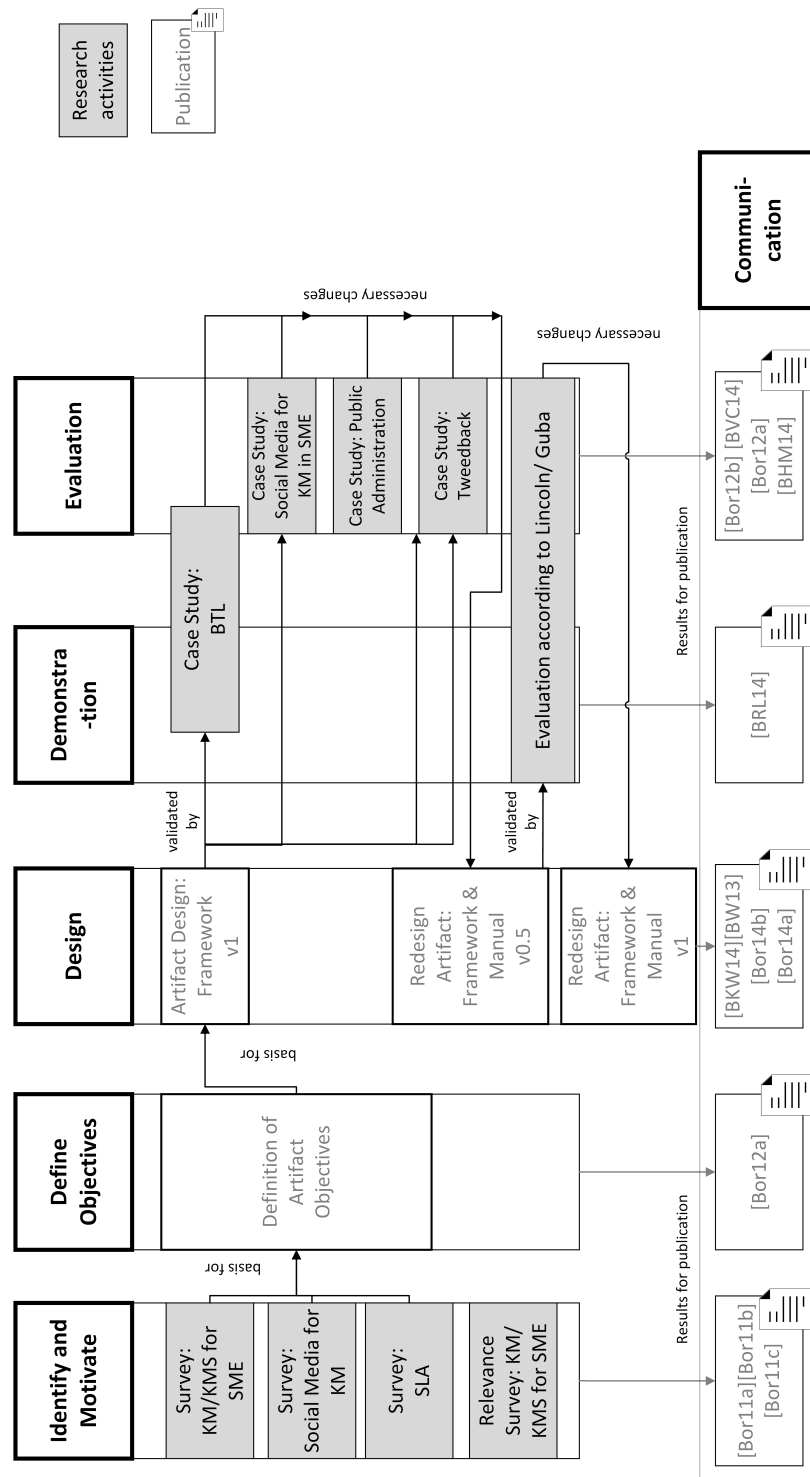 Identify and
Motivate
Define
Objectives
Design
Demonstra
-tion
Evaluation
Research
activities
Publication
Survey:
KM/KMS for
SME
Survey:
Social Media for
KM
Survey:
SLA
Relevance
Survey: KM/
KMS for SME
basis for
Definition of
Artifact
Objectives
basis for
Artifact Design:
Framework
v1
Redesign
Artifact:
Framework &
Manual
v0.5
Redesign
Artifact:
Framework &
Manual
v1
validated
by
validated
by
Case Study:
BTL
Case Study:
Social Media for
KM in SME
Case Study: Public
Administration
Case Study:
Tweedback
Evaluation according to Lincoln/ Guba
necessary changes
necessary changes
Results for publication
Results for publication
[Bor11a][Bor11b]
[Bor11c]
[Bor12a]
[BKW14][BW13]
[Bor14b]
[Bor14a]
[BRL14]
[Bor12b] [BVC14]
[Bor12a]
[BHM14]
Communi-
cation